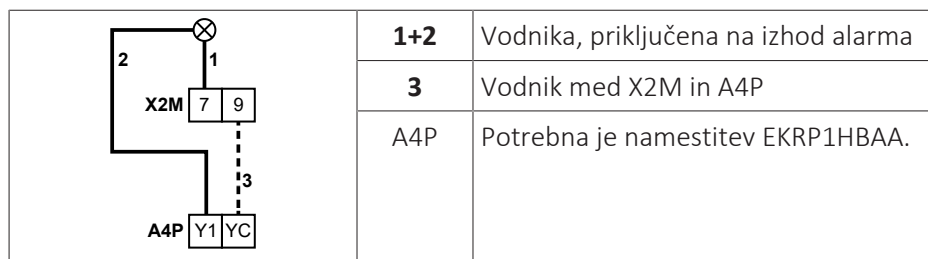 2
1
X2M 7 9
3
A4P Y1 YC
1+2 Vodnika, priključena na izhod alarma
3 Vodnik med X2M in A4P
A4P Potrebna je namestitev EKRP1HBAA.